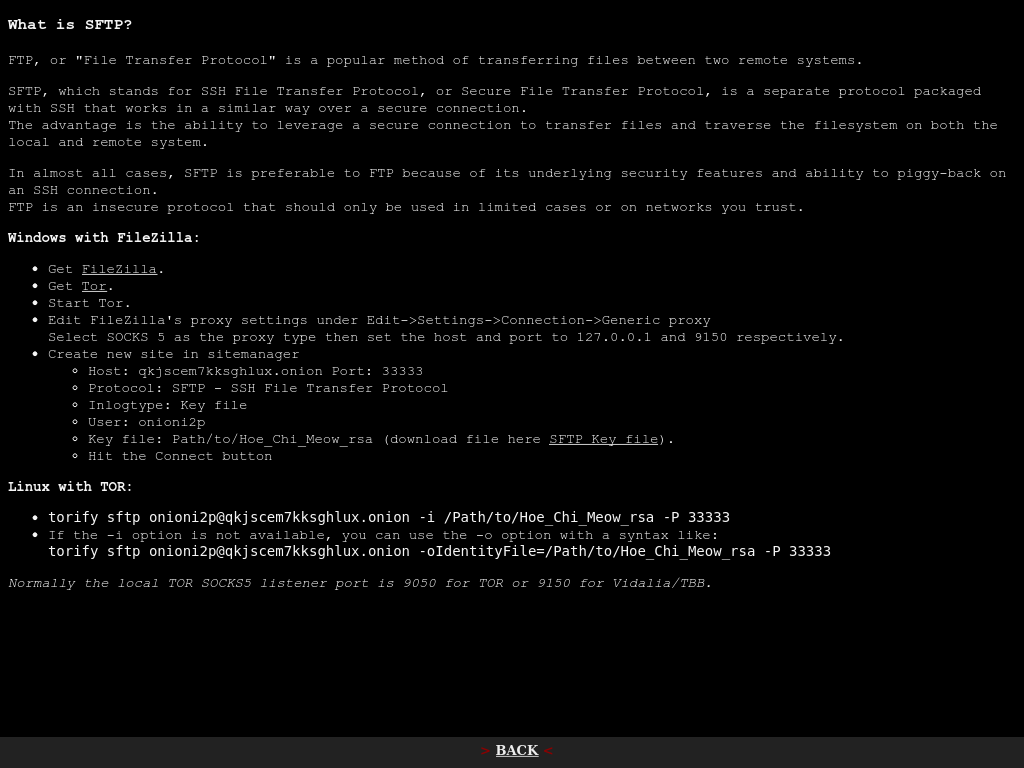 What is SFTP?
FTP, or "File Transfer Protocol" is a popular method of transferring files between two remote systems.
SFTP, which stands for SSH File Transfer Protocol, or Secure File Transfer Protocol, is a separate protocol packaged
with SSH that works in a similar way over a secure connection.
The advantage is the ability to leverage a secure connection to transfer files and traverse the filesystem on both the
local and remote system.
In almost all cases, SFTP is preferable to FTP because of its underlying security features and ability to piggy-back on
an SSH connection.
FTP is an insecure protocol that should only be used in limited cases or on networks you trust.
Windows with FileZilla:
• Get FileZilla.
• Get Tor.
• Start Tor.
• Edit FileZilla's proxy settings under Edit->Settings->Connection->Generic proxy
Select SOCKS 5 as the proxy type then set the host and port to 127.0.0.1 and 9150 respectively.
• Create new site in sitemanager
◦ Host: qkjscem7kksghlux.onion Port: 33333
◦ Protocol: SFTP - SSH File Transfer Protocol
◦ Inlogtype: Key file
◦ User: onioni2p
◦ Key file: Path/to/Hoe_Chi_Meow_rsa (download file here SFTP Key file).
◦ Hit the Connect button
Linux with TOR:
• torify sftp onioni2p@qkjscem7kksghlux.onion -i /Path/to/Hoe_Chi_Meow_rsa -P 33333
• If the -i option is not available, you can use the -o option with a syntax like:
torify sftp onioni2p@qkjscem7kksghlux.onion -oIdentityFile=/Path/to/Hoe_Chi_Meow_rsa -P 33333
Normally the local TOR SOCKS5 listener port is 9050 for TOR or 9150 for Vidalia/TBB.
> BACK <